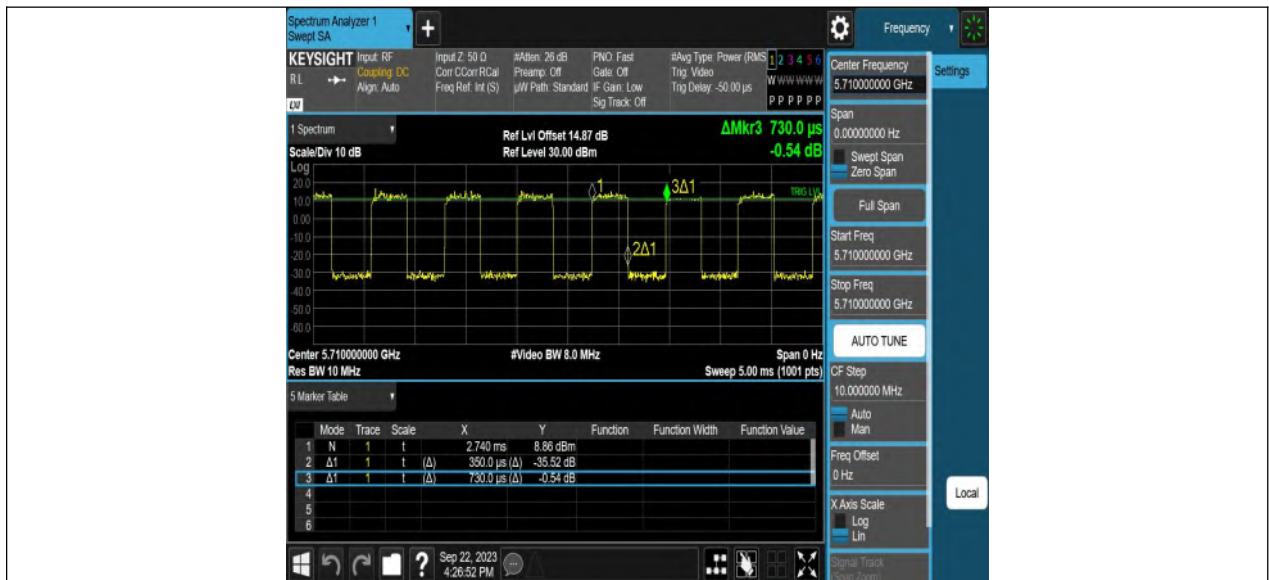 Spectrum Analyzer 1
Swept SA
+
Frequency
KEYSIGHT Input: RF
RL
Coupling: DC
Align: Auto
LXI
Input Z: 50 Ω
Corr CCorr RCal
Freq Ref: Int (S)
#Atten: 26 dB
Preamp: Off
µW Path: Standard
PNO: Fast
Gate: Off
IF Gain: Low
Sig Track: Off
#Avg Type: Power (RMS
Trig: Video
Trig Delay: -50.00 µs
1 2 3 4 5 6
W W W W W W
P P P P P P
1 Spectrum
Scale/Div 10 dB
Ref Lvl Offset 14.87 dB
Ref Level 30.00 dBm
ΔMkr3 730.0 µs
-0.54 dB
Log
20.0
10.0
0.00
-10.0
-20.0
-30.0
-40.0
-50.0
-60.0
1
3Δ1
2Δ1
TRIG LVL
Center 5.710000000 GHz
Res BW 10 MHz
#Video BW 8.0 MHz
Span 0 Hz
Sweep 5.00 ms (1001 pts)
5 Marker Table
Mode Trace Scale X Y Function Function Width Function Value
1 N 1 t 2.740 ms 8.86 dBm
2 Δ1 1 t (Δ) 350.0 µs (Δ) -35.52 dB
3 Δ1 1 t (Δ) 730.0 µs (Δ) -0.54 dB
4
5
6
?
Sep 22, 2023
4:26:52 PM
Center Frequency
5.710000000 GHz
Settings
Span
0.00000000 Hz
Swept Span
Zero Span
Full Span
Start Freq
5.710000000 GHz
Stop Freq
5.710000000 GHz
AUTO TUNE
CF Step
10.000000 MHz
Auto
Man
Freq Offset
0 Hz
Local
X Axis Scale
Log
Lin
Signal Track
(Span Zoom)